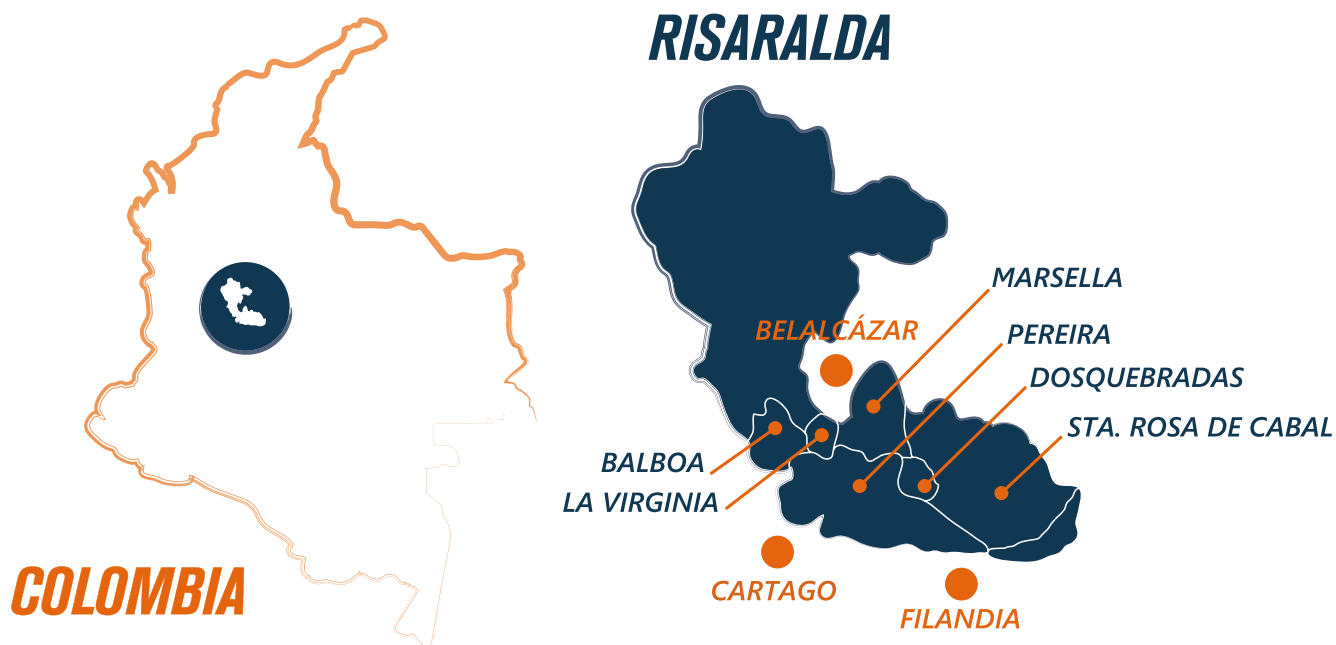 RISARALDA
MARSELLA
BELALCÁZAR
PEREIRA
DOSQUEBRADAS
STA. ROSA DE CABAL
BALBOA
LA VIRGINIA
COLOMBIA
CARTAGO
FILANDIA